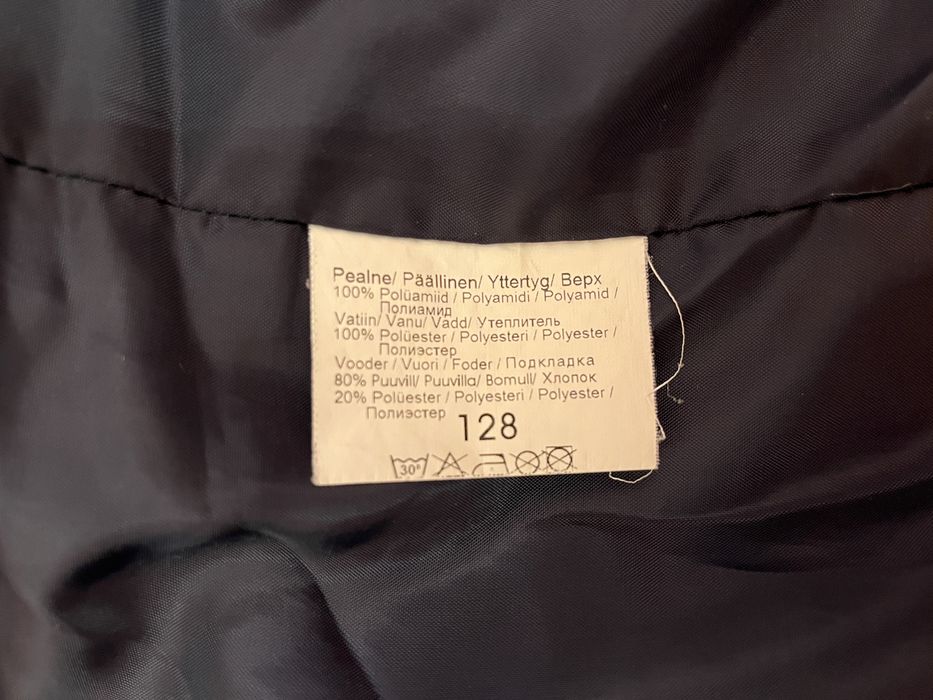 Pealne/ Päällinen/ Yttertyg/ Верх
100% Polüamiid / Polyamidi / Polyamid /
Полиамид
Vatiin/ Vanu/ Vadd/ Утеплитель
100% Polüester / Polyesteri / Polyester /
Полиэстер
Vooder / Vuori / Foder / Подкладка
80% Puuvill/ Puuvilla/ Bomull/ Хлопок
20% Polüester / Polyesteri / Polyester /
Полиэстер
128
30°